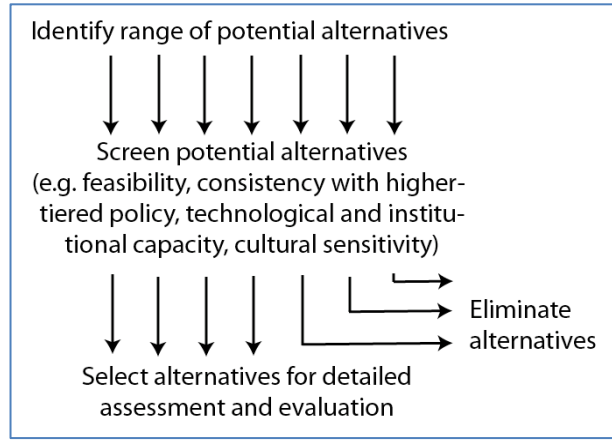 Identify range of potential alternatives
Screen potential alternatives
(e.g. feasibility, consistency with higher-
tiered policy, technological and institu-
tional capacity, cultural sensitivity)
Eliminate
alternatives
Select alternatives for detailed
assessment and evaluation